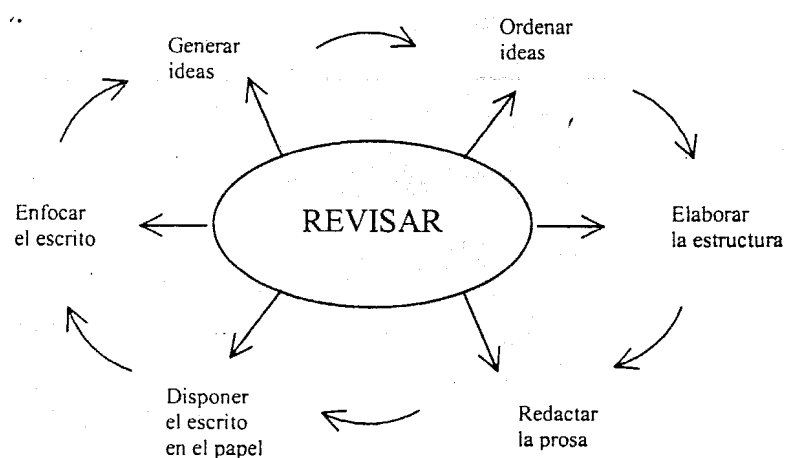 Generar
ideas
Ordenar
ideas
Enfocar
el escrito
REVISAR
Elaborar
la estructura
Disponer
el escrito
en el papel
Redactar
la prosa